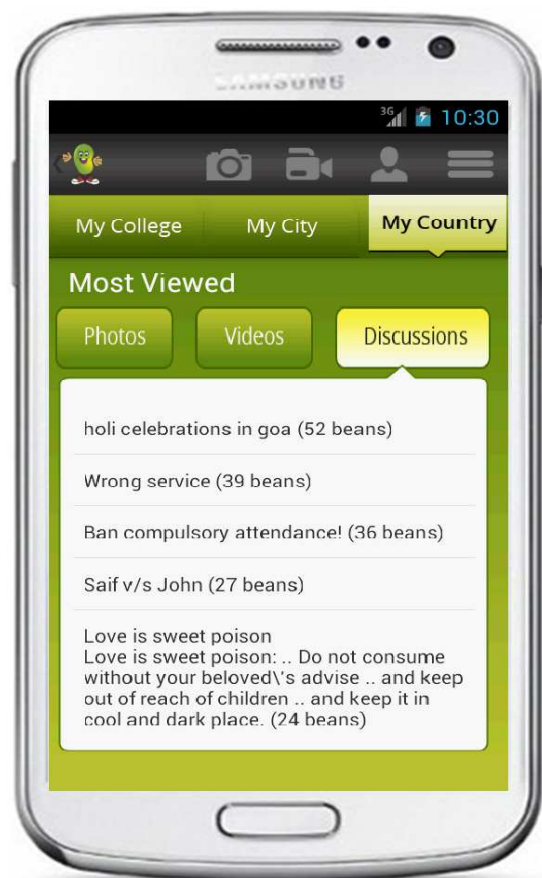 SAMSUNG
3G 10:30
My College My City My Country
Most Viewed
Photos Videos Discussions
holi celebrations in goa (52 beans)
Wrong service (39 beans)
Ban compulsory attendance! (36 beans)
Saif v/s John (27 beans)
Love is sweet poison
Love is sweet poison: .. Do not consume
without your beloved\'s advise .. and keep
out of reach of children .. and keep it in
cool and dark place. (24 beans)